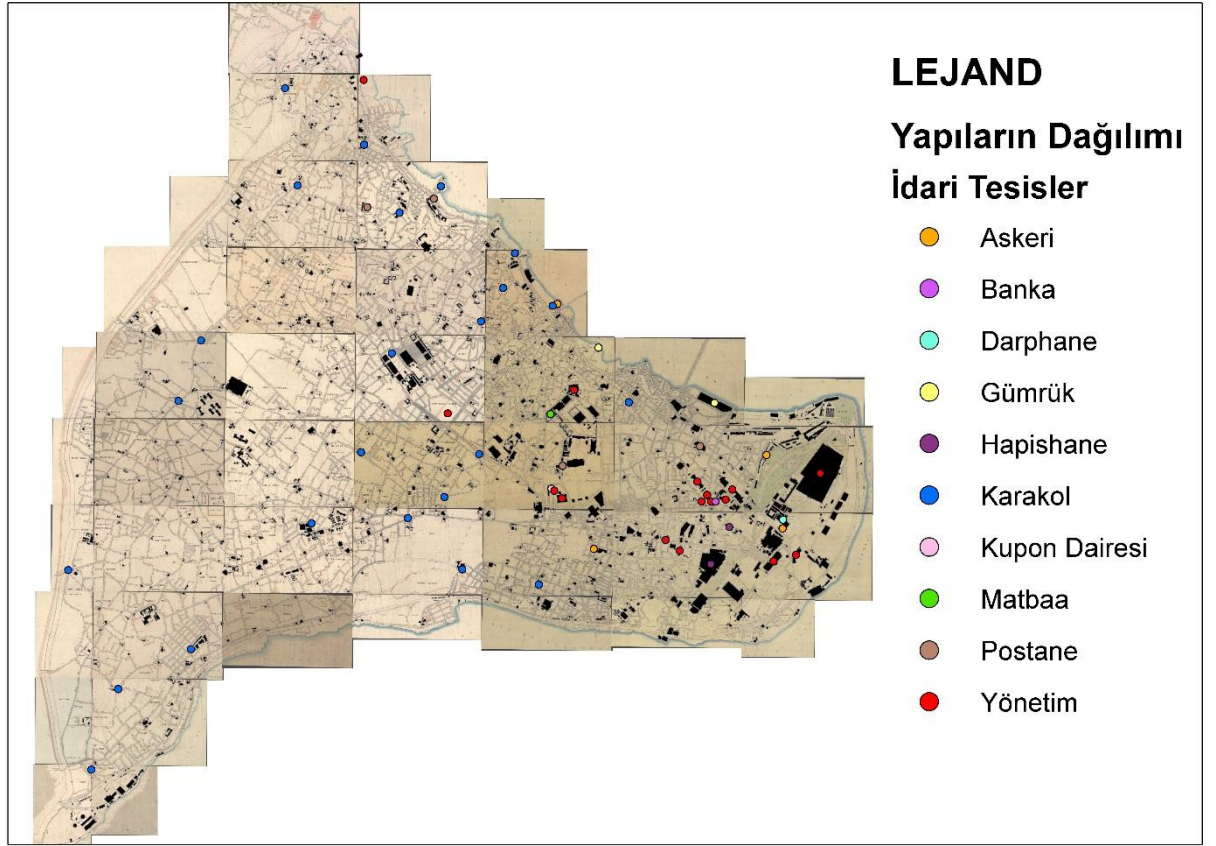 LEJAND
Yapıların Dağılımı
İdari Tesisler
Askeri
Banka
Darphane
Gümrük
Hapishane
Karakol
Kupon Dairesi
Matbaa
Postane
Yönetim